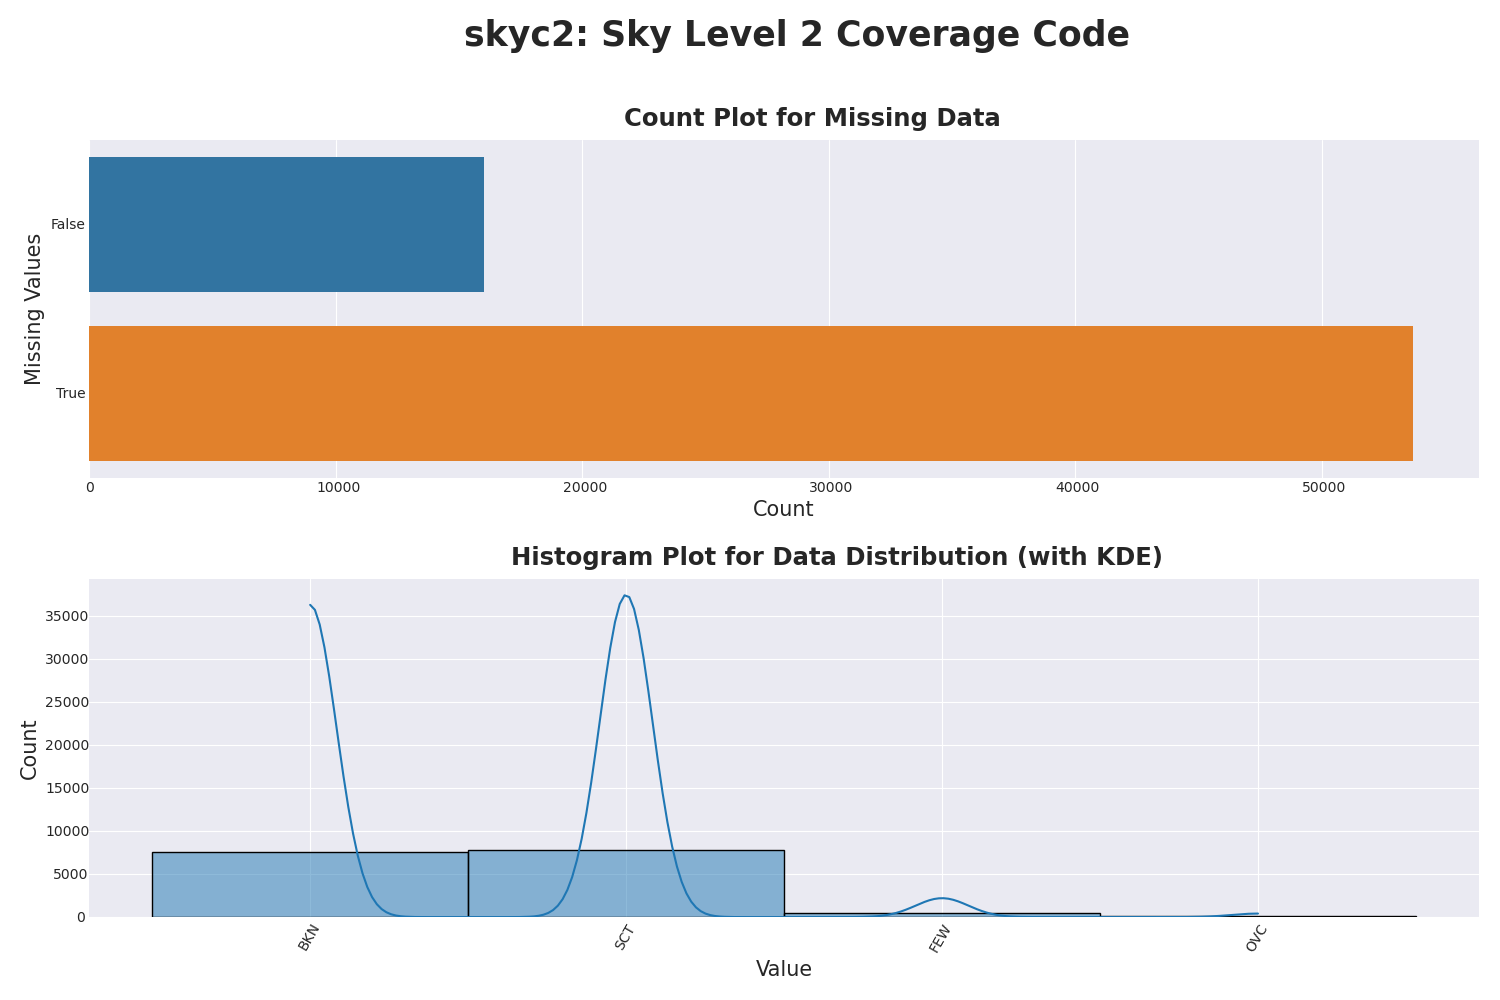 skyc2: Sky Level 2 Coverage Code
Count Plot for Missing Data
Missing Values
False
True
0 10000 20000 30000 40000 50000
Count
Histogram Plot for Data Distribution (with KDE)
Count
35000
30000
25000
20000
15000
10000
5000
0
BKN SCT FEW OVC
Value